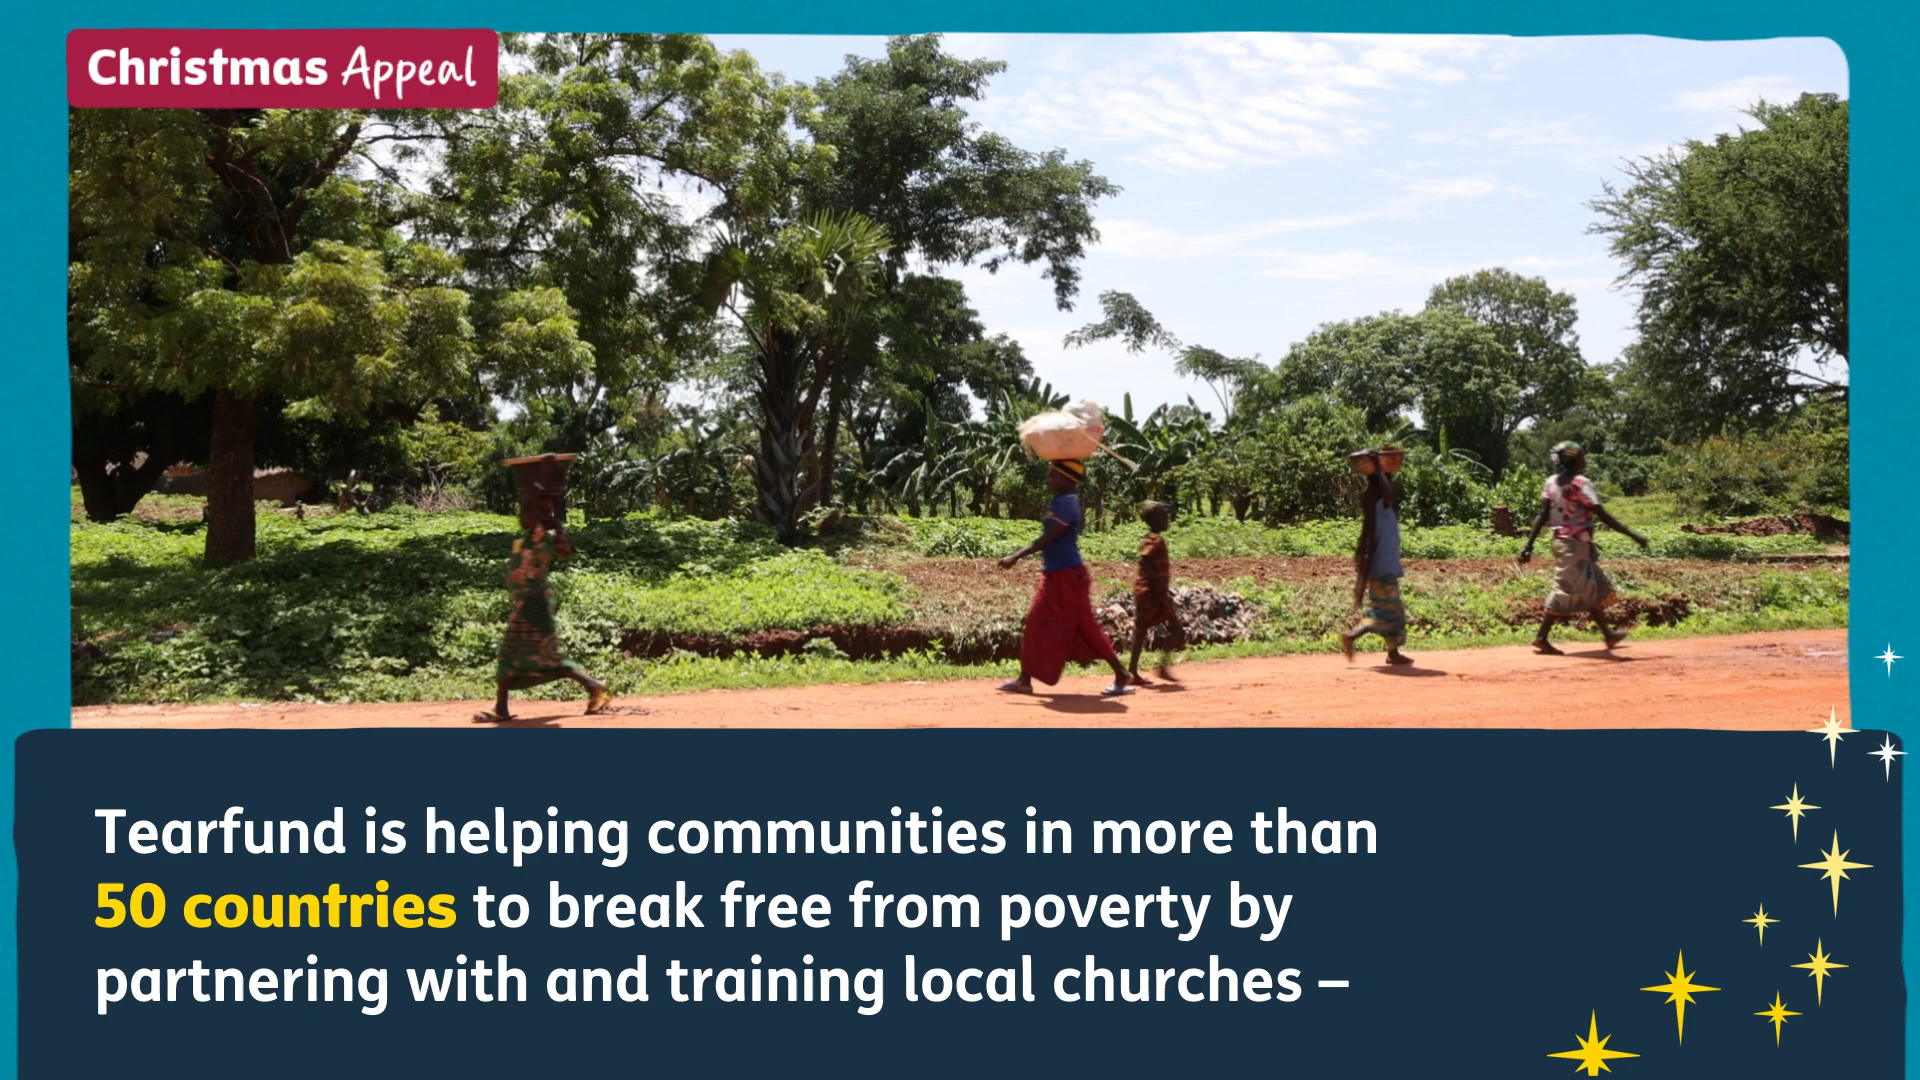 Christmas Appeal
Tearfund is helping communities in more than
50 countries to break free from poverty by
partnering with and training local churches –